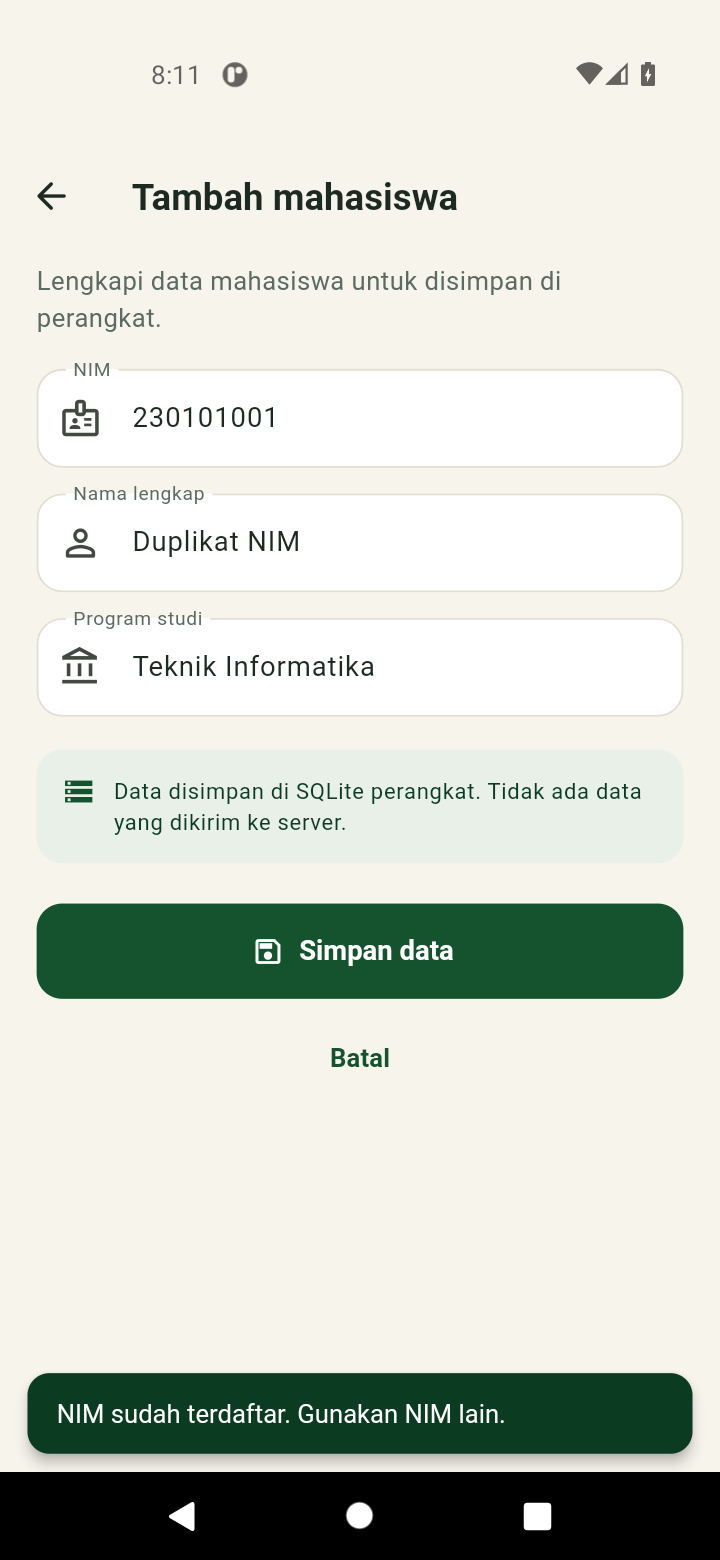 8:11
Tambah mahasiswa
Lengkapi data mahasiswa untuk disimpan di
perangkat.
NIM
230101001
Nama lengkap
Duplikat NIM
Program studi
Teknik Informatika
Data disimpan di SQLite perangkat. Tidak ada data
yang dikirim ke server.
Simpan data
Batal
NIM sudah terdaftar. Gunakan NIM lain.